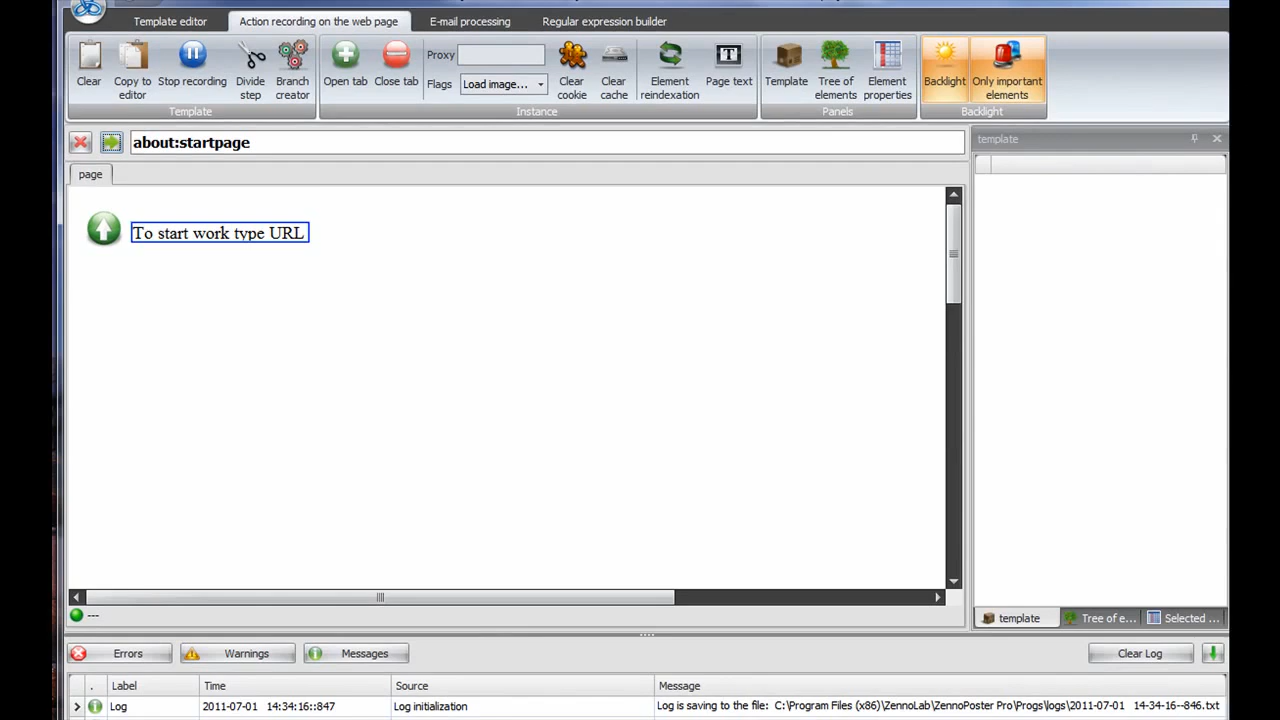 Template editor Action recording on the web page E-mail processing Regular expression builder
Clear Copy to editor Stop recording Divide step Branch creator Open tab Close tab Proxy Flags Load image... Clear cookie Clear cache Element reindexation Page text Template Tree of elements Element properties Backlight Only important elements
Template Instance Panels Backlight
about:startpage
template
page
To start work type URL
---
template Tree of e... Selected ...
Errors Warnings Messages Clear Log
. Label Time Source Message
Log 2011-07-01 14:34:16::847 Log initialization Log is saving to the file: C:\Program Files (x86)\ZennoLab\ZennoPoster Pro\Progs\logs\2011-07-01 14-34-16--846.txt